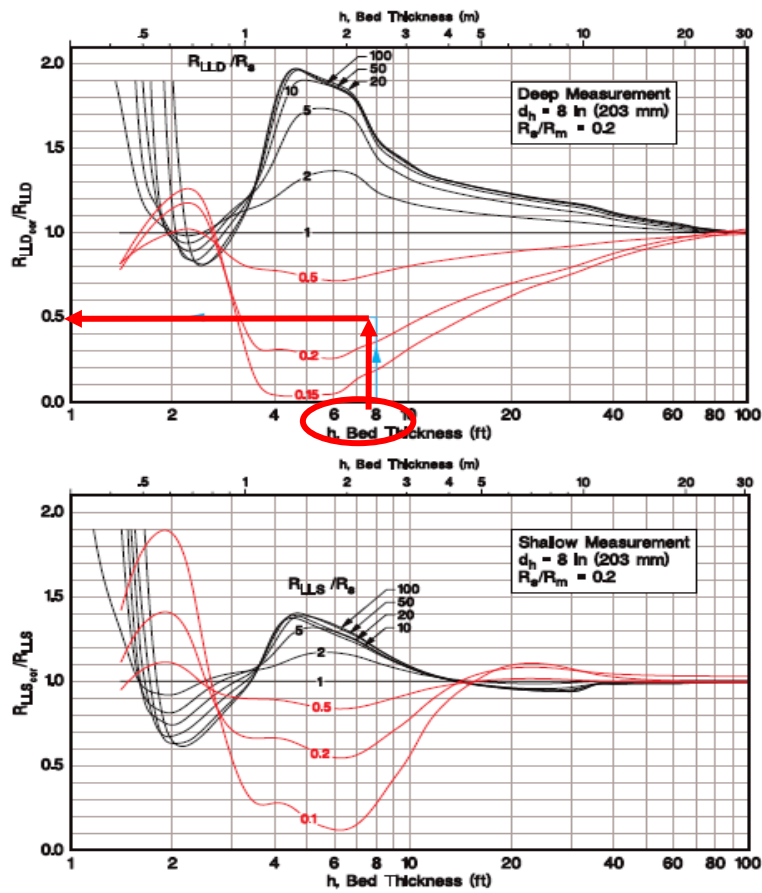 h, Bed Thickness (m)
.5 1 2 3 4 5 10 20 30
2.0
1.5
1.0
0.5
0.0
R_LLDcor/R_LLD
R_LLD /R_s
100
50
20
10
5
2
1
0.5
0.2
0.15
Deep Measurement
d_h = 8 in (203 mm)
R_s/R_m = 0.2
1 2 4 6 8 10 20 40 60 80 100
h, Bed Thickness (ft)
h, Bed Thickness (m)
.5 1 2 3 4 5 10 20 30
2.0
1.5
1.0
0.5
0.0
R_LLScor/R_LLS
R_LLS/R_s
100
50
20
10
5
2
1
0.5
0.2
0.1
Shallow Measurement
d_h = 8 in (203 mm)
R_s/R_m = 0.2
1 2 4 6 8 10 20 40 60 80 100
h, Bed Thickness (ft)